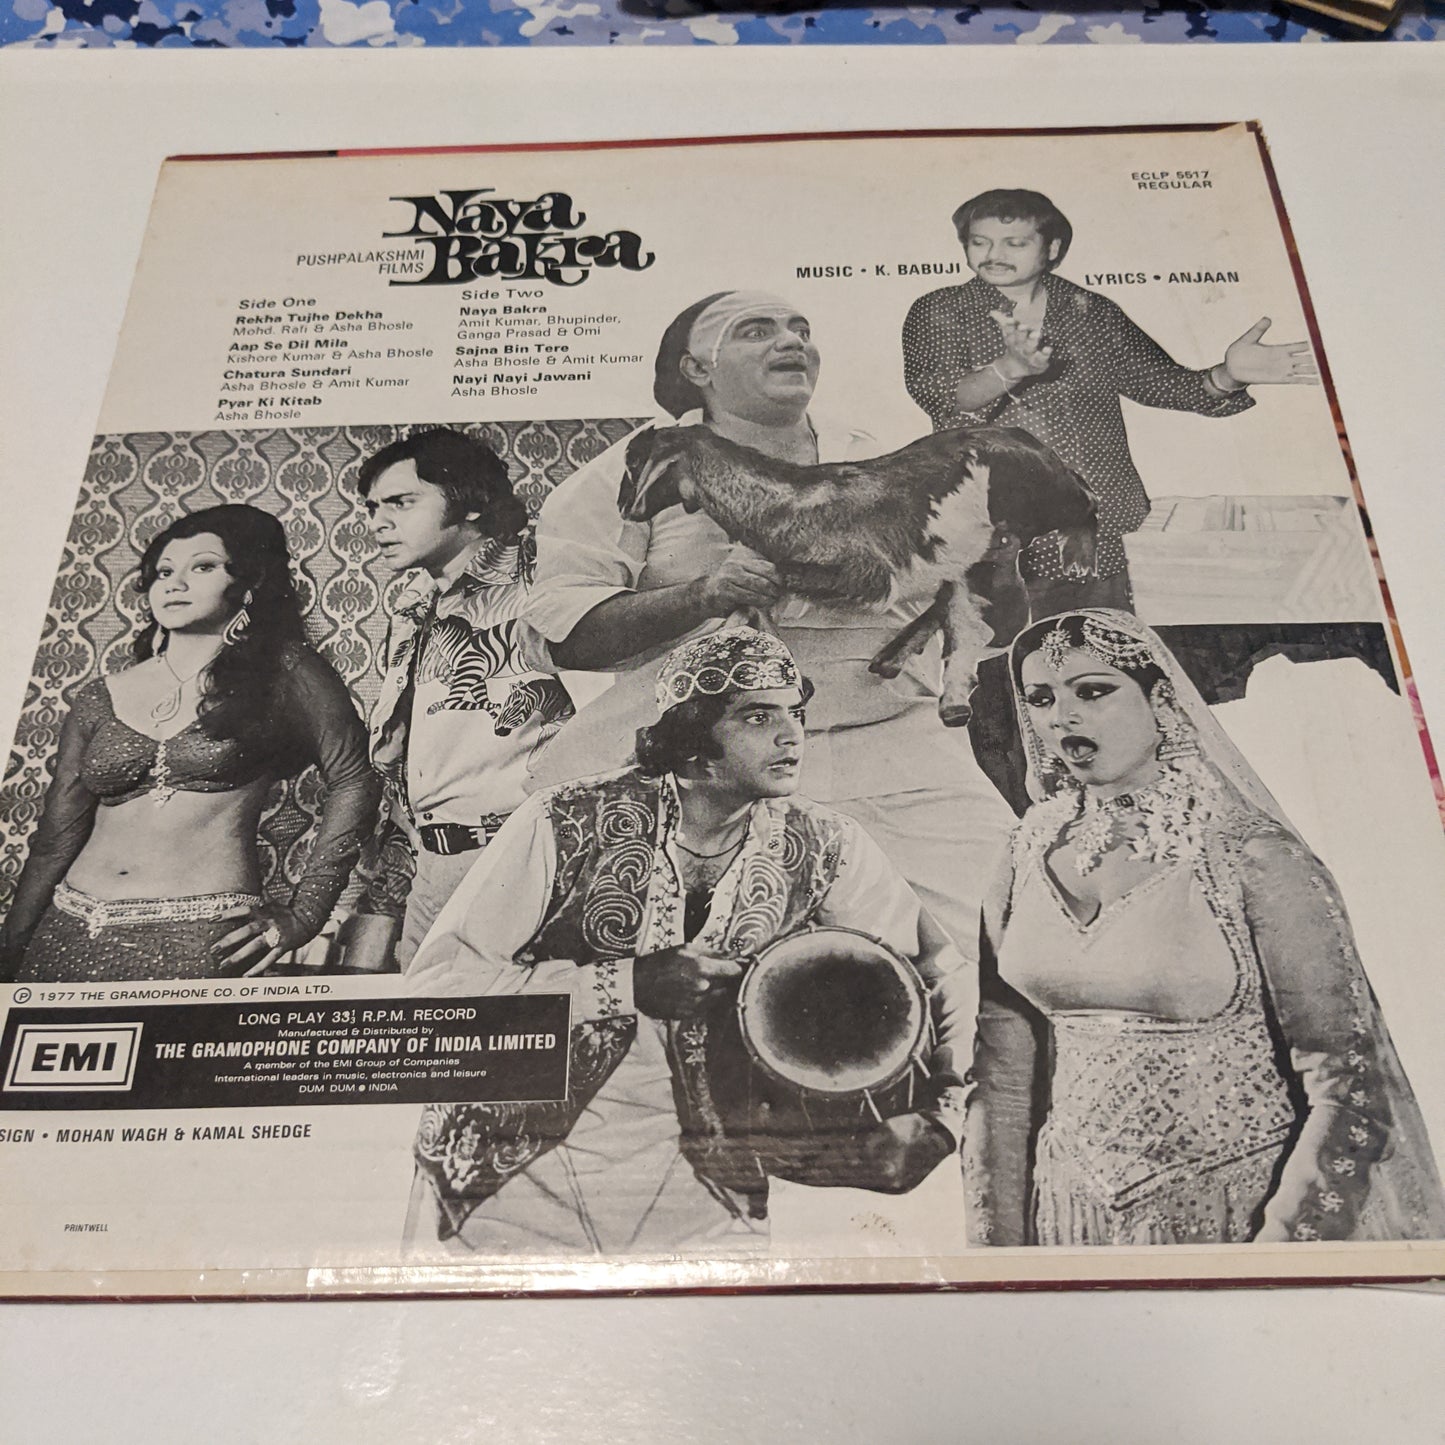 ECLP 5517
REGULAR
Naya
Bakra
PUSHPALAKSHMI
FILMS
MUSIC • K. BABUJI
LYRICS • ANJAAN
Side One
Rekha Tujhe Dekha
Mohd. Rafi & Asha Bhosle
Aap Se Dil Mila
Kishore Kumar & Asha Bhosle
Chatura Sundari
Asha Bhosle & Amit Kumar
Pyar Ki Kitab
Asha Bhosle
Side Two
Naya Bakra
Amit Kumar, Bhupinder,
Ganga Prasad & Omi
Sajna Bin Tere
Asha Bhosle & Amit Kumar
Nayi Nayi Jawani
Asha Bhosle
℗ 1977 THE GRAMOPHONE CO. OF INDIA LTD.
EMI
LONG PLAY 33⅓ R.P.M. RECORD
Manufactured & Distributed by
THE GRAMOPHONE COMPANY OF INDIA LIMITED
A member of the EMI Group of Companies
International leaders in music, electronics and leisure
DUM DUM ● INDIA
SIGN • MOHAN WAGH & KAMAL SHEDGE
PRINTWELL